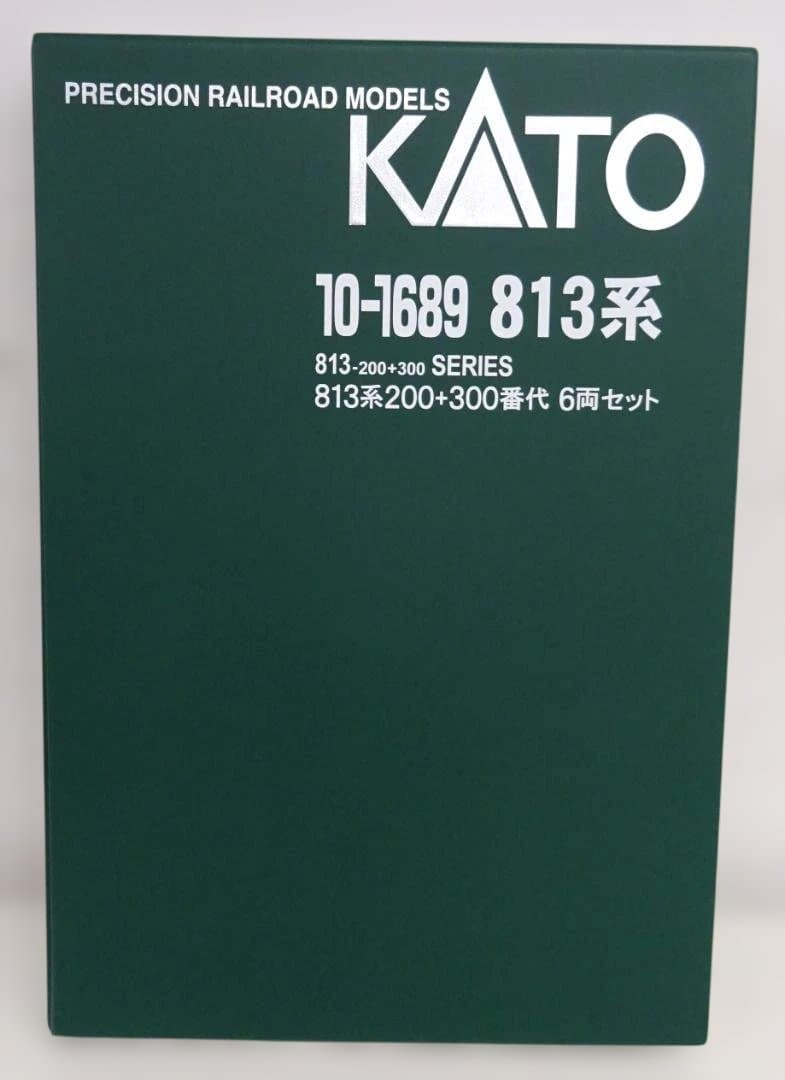 PRECISION RAILROAD MODELS
KATO
10-1689 813系
813-200+300 SERIES
813系200+300番代 6両セット